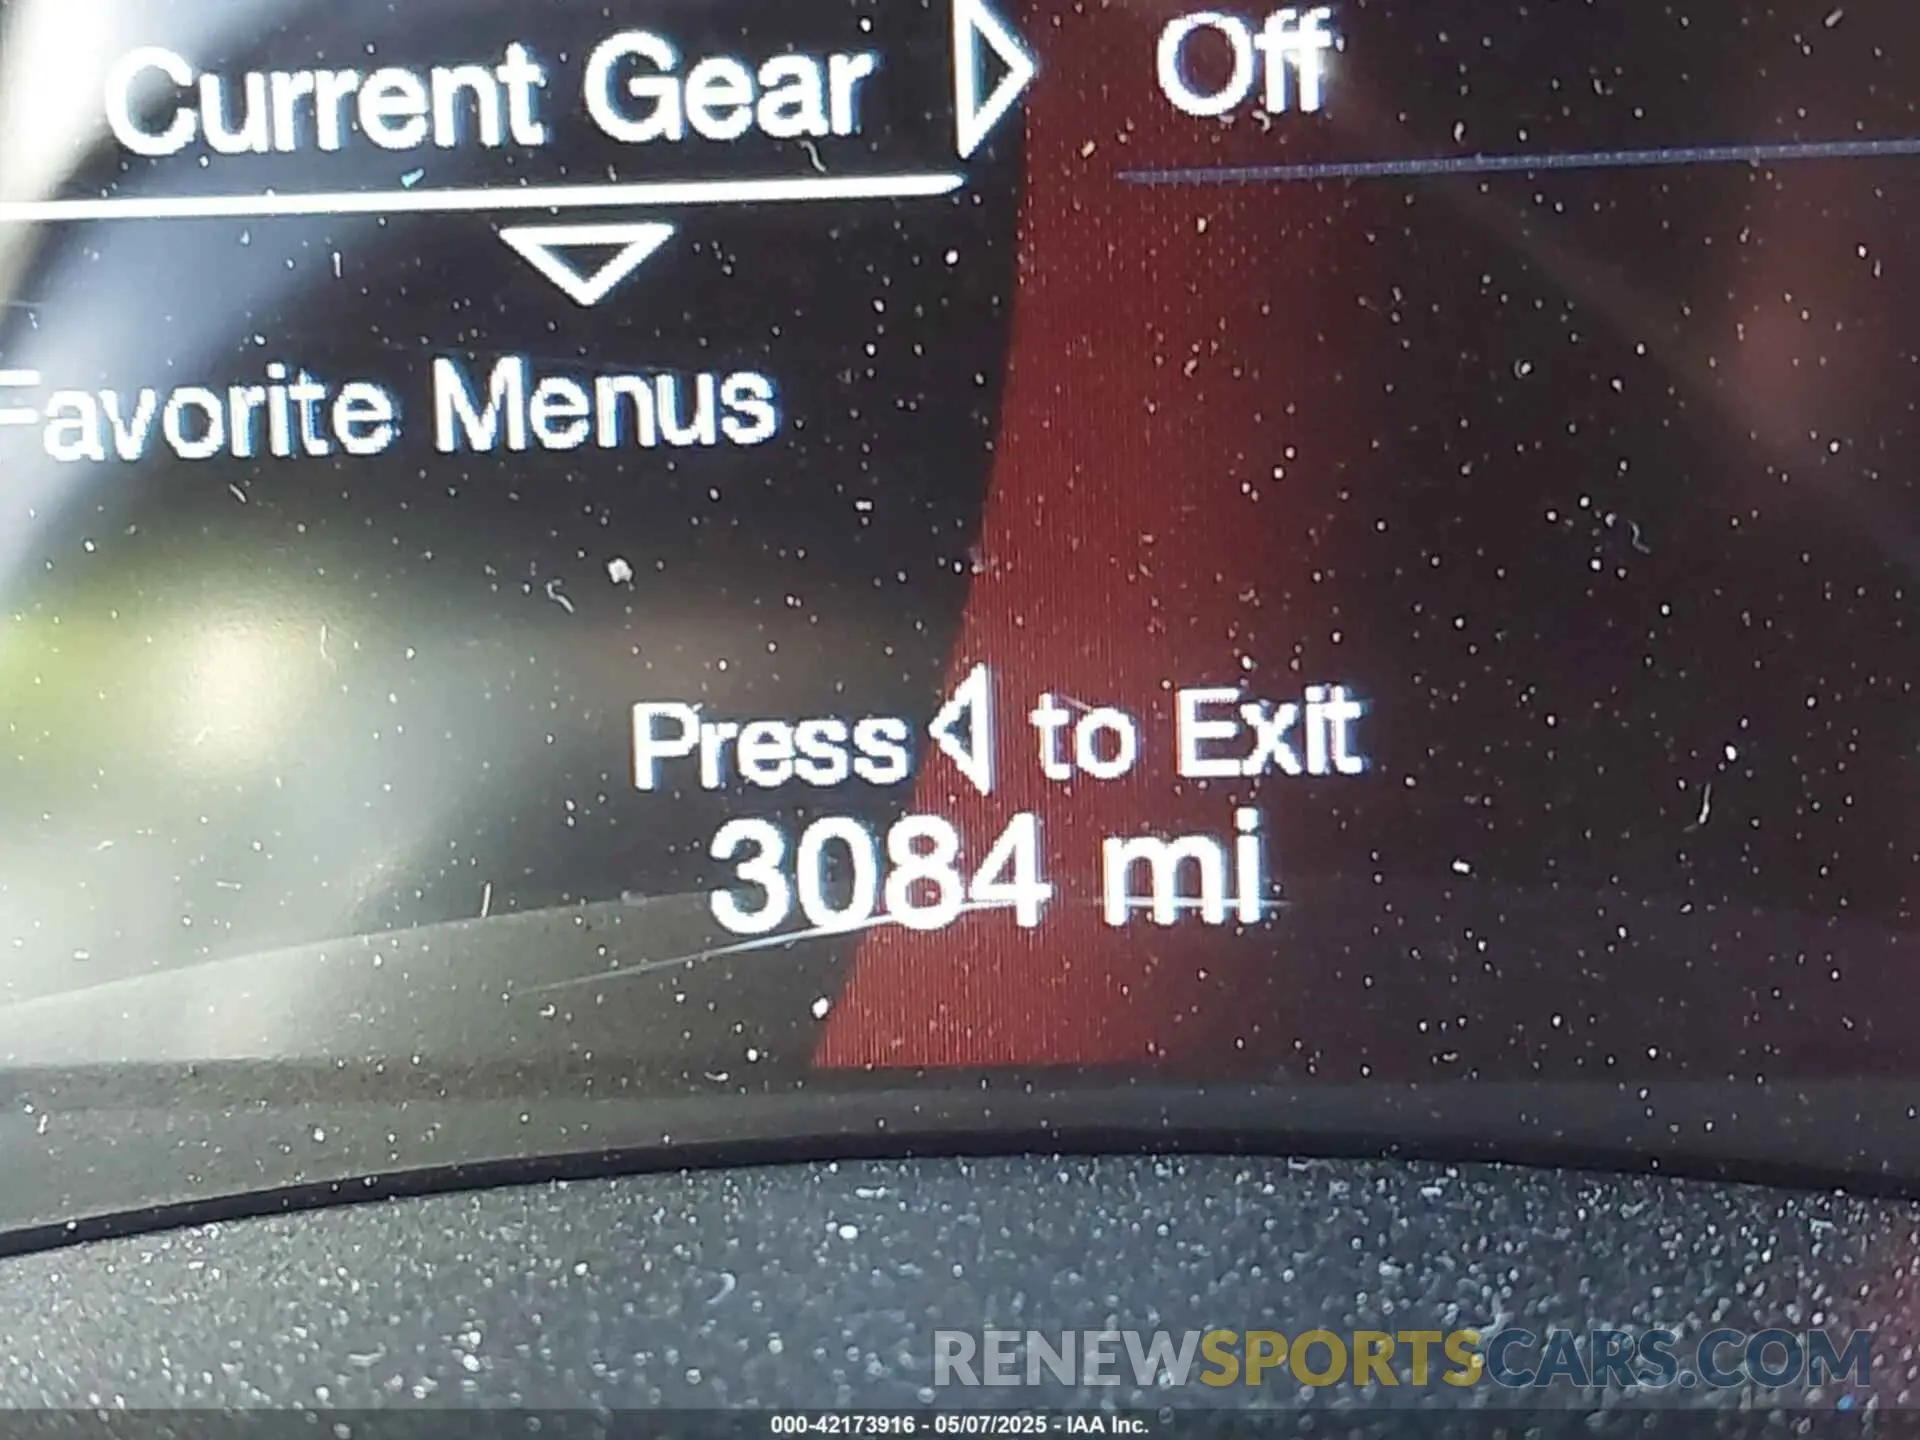 Current Gear Off
Favorite Menus
Press to Exit
3084 mi
RENEWSPORTSCARS.COM
000-42173916 - 05/07/2025 - IAA Inc.